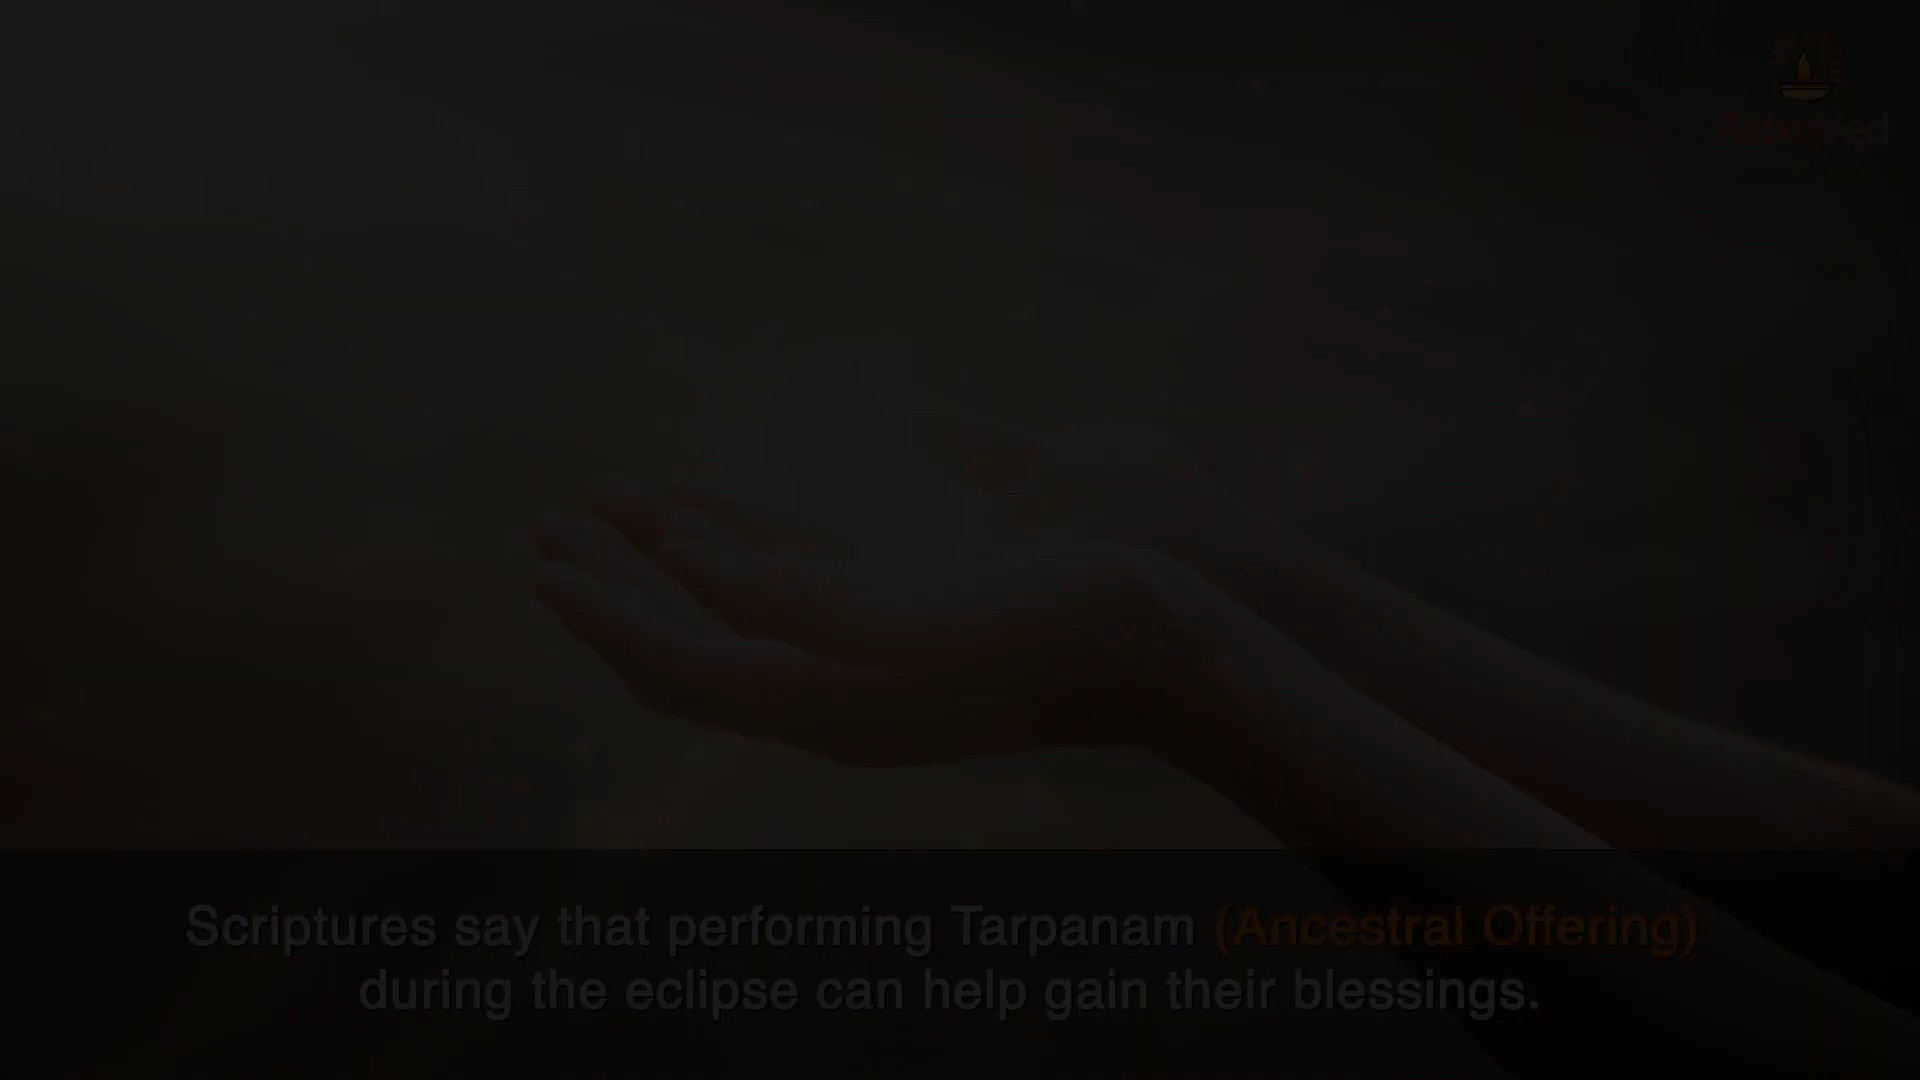 Scriptures say that performing Tarpanam (Ancestral Offering)
during the eclipse can help gain their blessings.